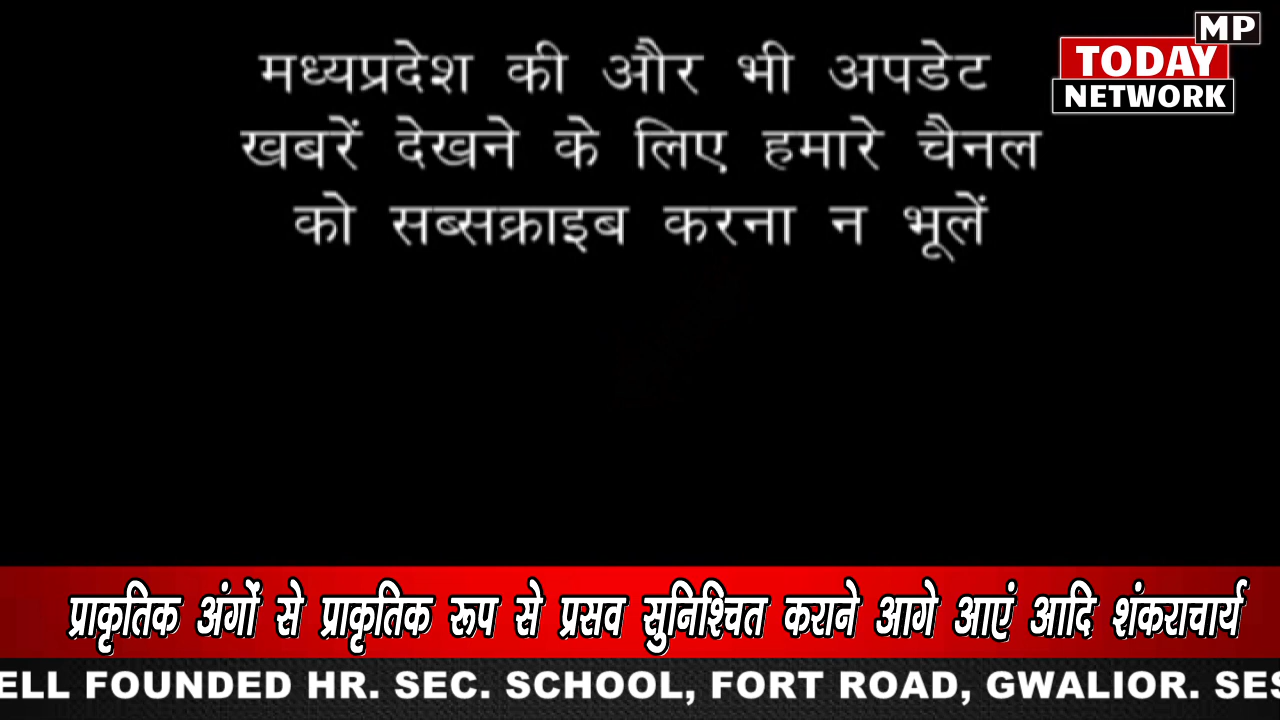 मध्यप्रदेश की और भी अपडेट
खबरें देखने के लिए हमारे चैनल
को सब्सक्राइब करना न भूलें
MP
TODAY
NETWORK
प्राकृतिक अंगों से प्राकृतिक रूप से प्रसव सुनिश्चित कराने आगे आएं आदि शंकराचार्य
ELL FOUNDED HR. SEC. SCHOOL, FORT ROAD, GWALIOR. SES